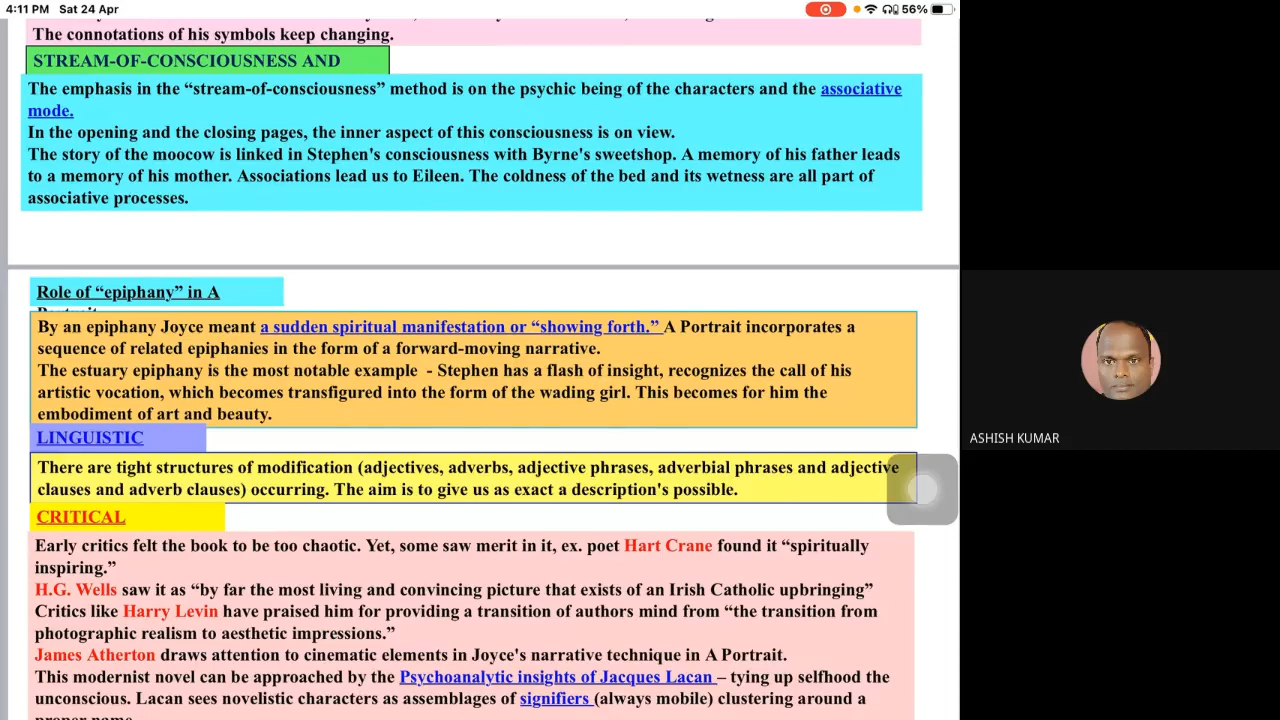 4:11 PM Sat 24 Apr
56%
The connotations of his symbols keep changing.
STREAM-OF-CONSCIOUSNESS AND
The emphasis in the “stream-of-consciousness” method is on the psychic being of the characters and the associative
mode.
In the opening and the closing pages, the inner aspect of this consciousness is on view.
The story of the moocow is linked in Stephen's consciousness with Byrne's sweetshop. A memory of his father leads
to a memory of his mother. Associations lead us to Eileen. The coldness of the bed and its wetness are all part of
associative processes.
Role of “epiphany” in A
By an epiphany Joyce meant a sudden spiritual manifestation or “showing forth.” A Portrait incorporates a
sequence of related epiphanies in the form of a forward-moving narrative.
The estuary epiphany is the most notable example - Stephen has a flash of insight, recognizes the call of his
artistic vocation, which becomes transfigured into the form of the wading girl. This becomes for him the
embodiment of art and beauty.
LINGUISTIC
There are tight structures of modification (adjectives, adverbs, adjective phrases, adverbial phrases and adjective
clauses and adverb clauses) occurring. The aim is to give us as exact a description's possible.
CRITICAL
Early critics felt the book to be too chaotic. Yet, some saw merit in it, ex. poet Hart Crane found it “spiritually
inspiring.”
H.G. Wells saw it as “by far the most living and convincing picture that exists of an Irish Catholic upbringing”
Critics like Harry Levin have praised him for providing a transition of authors mind from “the transition from
photographic realism to aesthetic impressions.”
James Atherton draws attention to cinematic elements in Joyce's narrative technique in A Portrait.
This modernist novel can be approached by the Psychoanalytic insights of Jacques Lacan – tying up selfhood the
unconscious. Lacan sees novelistic characters as assemblages of signifiers (always mobile) clustering around a
proper name
ASHISH KUMAR